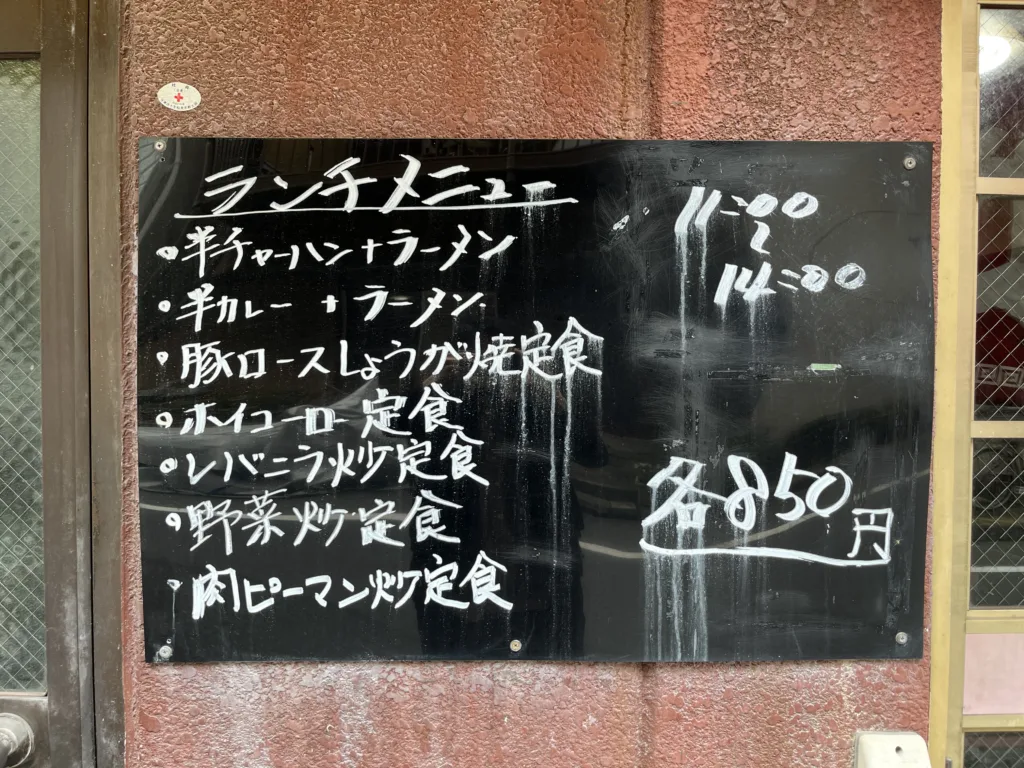 ランチメニュー
・半チャーハン+ラーメン
・半カレー+ラーメン
・豚ロースしょうが焼定食
・ホイコーロー定食
・レバニラ炒定食
・野菜炒定食
・肉ピーマン炒定食
11:00
〜
14:00
各850円